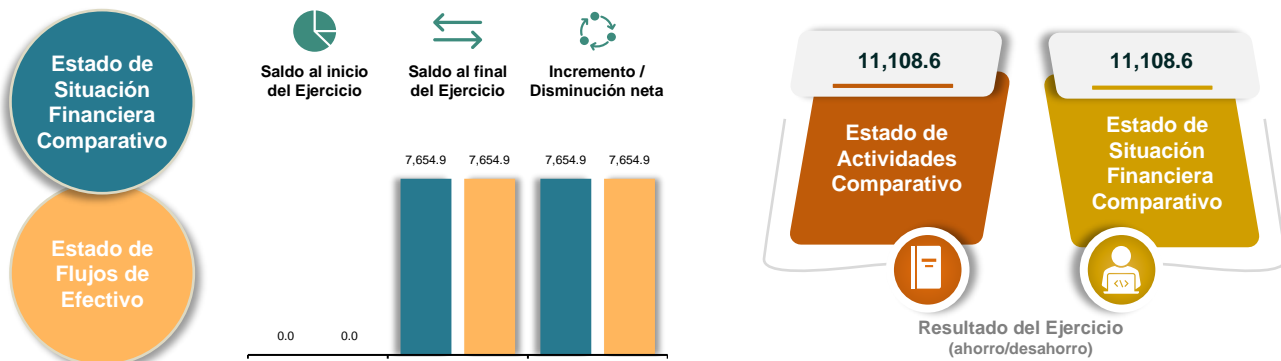 Estado de
Situación
Financiera
Comparativo
Estado de
Flujos de
Efectivo
Saldo al inicio
del Ejercicio
Saldo al final
del Ejercicio
Incremento /
Disminución neta
0.0 0.0 7,654.9 7,654.9 7,654.9 7,654.9
11,108.6
Estado de
Actividades
Comparativo
11,108.6
Estado de
Situación
Financiera
Comparativo
Resultado del Ejercicio
(ahorro/desahorro)